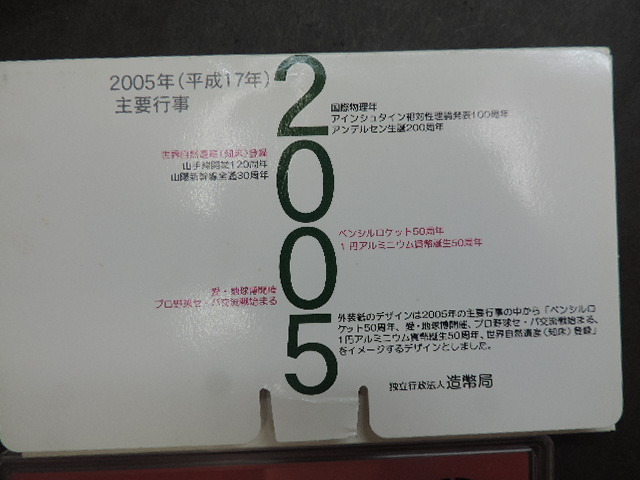 2005年(平成17年)
主要行事
2005
国際物理年
アインシュタイン相対性理論発表100周年
アンデルセン生誕200周年
世界自然遺産(知床)登録
山手線開業120周年
山陽新幹線全通30周年
ペンシルロケット50周年
1円アルミニウム貨幣誕生50周年
愛・地球博開催
プロ野球セ・パ交流戦始まる
外装紙のデザインは2005年の主要行事の中から「ペンシルロ
ケット50周年、愛・地球博開催、プロ野球セ・パ交流戦始まる、
1円アルミニウム貨幣誕生50周年、世界自然遺産(知床)登録」
をイメージするデザインとしました。
独立行政法人 造幣局